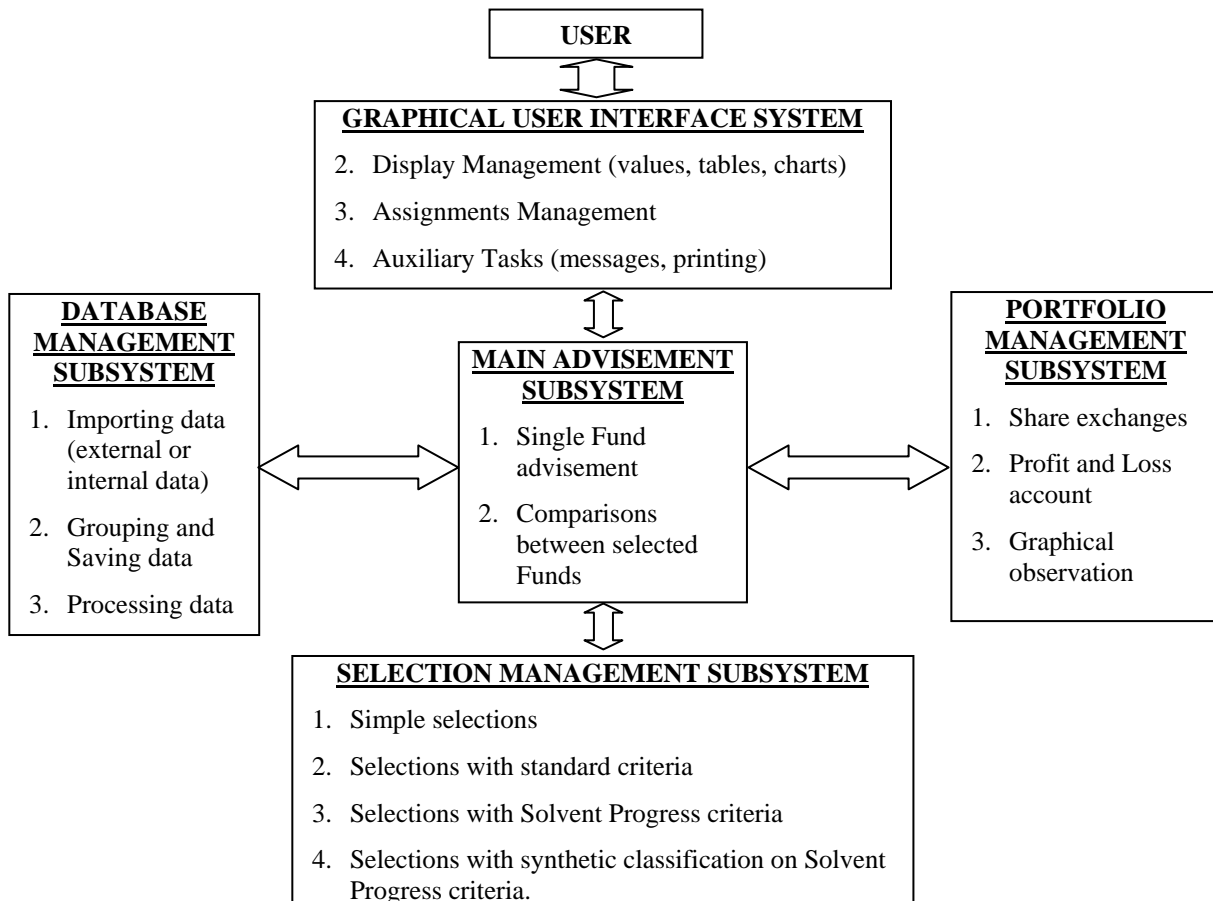 USER
GRAPHICAL USER INTERFACE SYSTEM
2. Display Management (values, tables, charts)
3. Assignments Management
4. Auxiliary Tasks (messages, printing)
DATABASE
MANAGEMENT
SUBSYSTEM
1. Importing data
(external or
internal data)
2. Grouping and
Saving data
3. Processing data
MAIN ADVISEMENT
SUBSYSTEM
1. Single Fund
advisement
2. Comparisons
between selected
Funds
PORTFOLIO
MANAGEMENT
SUBSYSTEM
1. Share exchanges
2. Profit and Loss
account
3. Graphical
observation
SELECTION MANAGEMENT SUBSYSTEM
1. Simple selections
2. Selections with standard criteria
3. Selections with Solvent Progress criteria
4. Selections with synthetic classification on Solvent
Progress criteria.